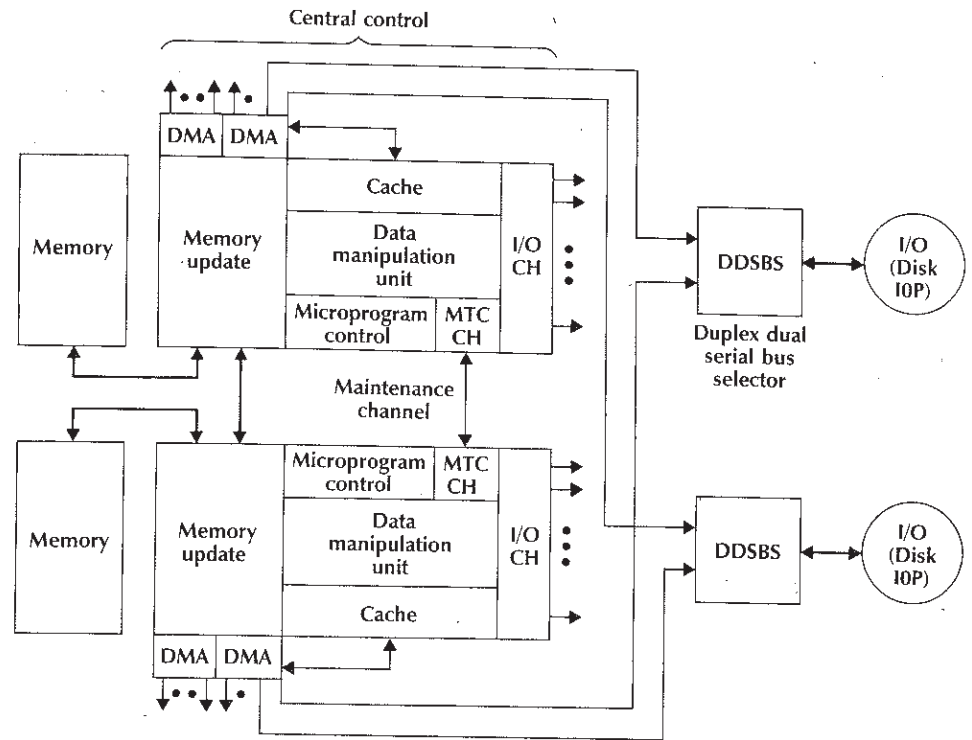 Central control
DMA DMA
Cache
Memory
Memory
update
Data
manipulation
unit
I/O
CH
Microprogram
control
MTC
CH
DDSBS
Duplex dual
serial bus
selector
I/O
(Disk
I0P)
Maintenance
channel
Memory
Memory
update
Microprogram
control
MTC
CH
Data
manipulation
unit
I/O
CH
Cache
DMA DMA
DDSBS
I/O
(Disk
I0P)